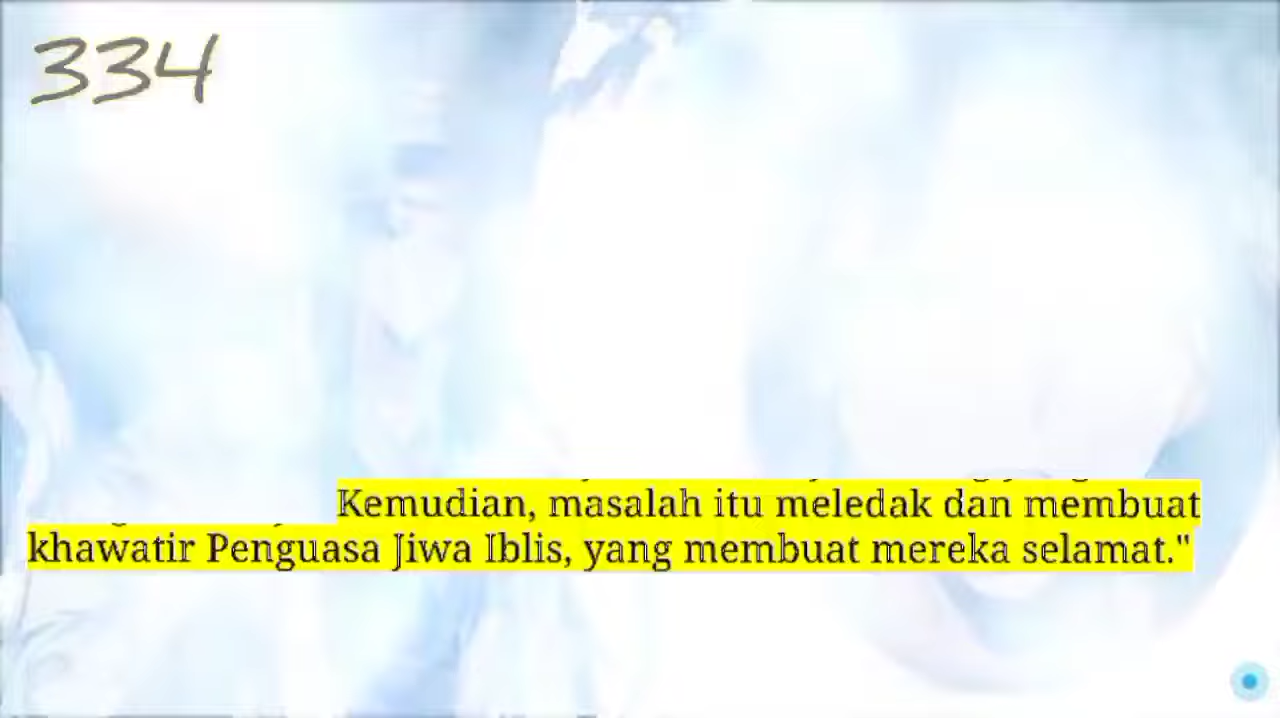 334
Kemudian, masalah itu meledak dan membuat
khawatir Penguasa Jiwa Iblis, yang membuat mereka selamat."